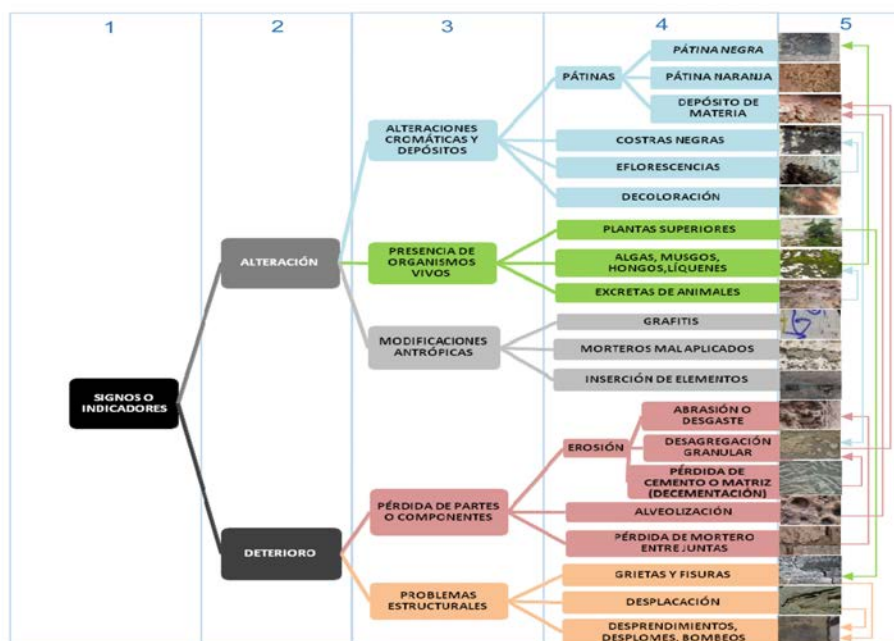 1 2 3 4 5
SIGNOS O
INDICADORES
ALTERACIÓN
DETERIORO
ALTERACIONES
CROMÁTICAS Y
DEPÓSITOS
PRESENCIA DE
ORGANISMOS
VIVOS
MODIFICACIONES
ANTRÓPICAS
PÉRDIDA DE PARTES
O COMPONENTES
PROBLEMAS
ESTRUCTURALES
PÁTINAS
PÁTINA NEGRA
PÁTINA NARANJA
DEPÓSITO DE
MATERIA
COSTRAS NEGRAS
EFLORESCENCIAS
DECOLORACIÓN
PLANTAS SUPERIORES
ALGAS, MUSGOS,
HONGOS,LÍQUENES
EXCRETAS DE ANIMALES
GRAFITIS
MORTEROS MAL APLICADOS
INSERCIÓN DE ELEMENTOS
EROSIÓN
ABRASIÓN O
DESGASTE
DESAGREGACIÓN
GRANULAR
PÉRDIDA DE
CEMENTO O MATRIZ
(DECEMENTACIÓN)
ALVEOLIZACIÓN
PÉRDIDA DE MORTERO
ENTRE JUNTAS
GRIETAS Y FISURAS
DESPLACACIÓN
DESPRENDIMIENTOS,
DESPLOMES, BOMBEOS